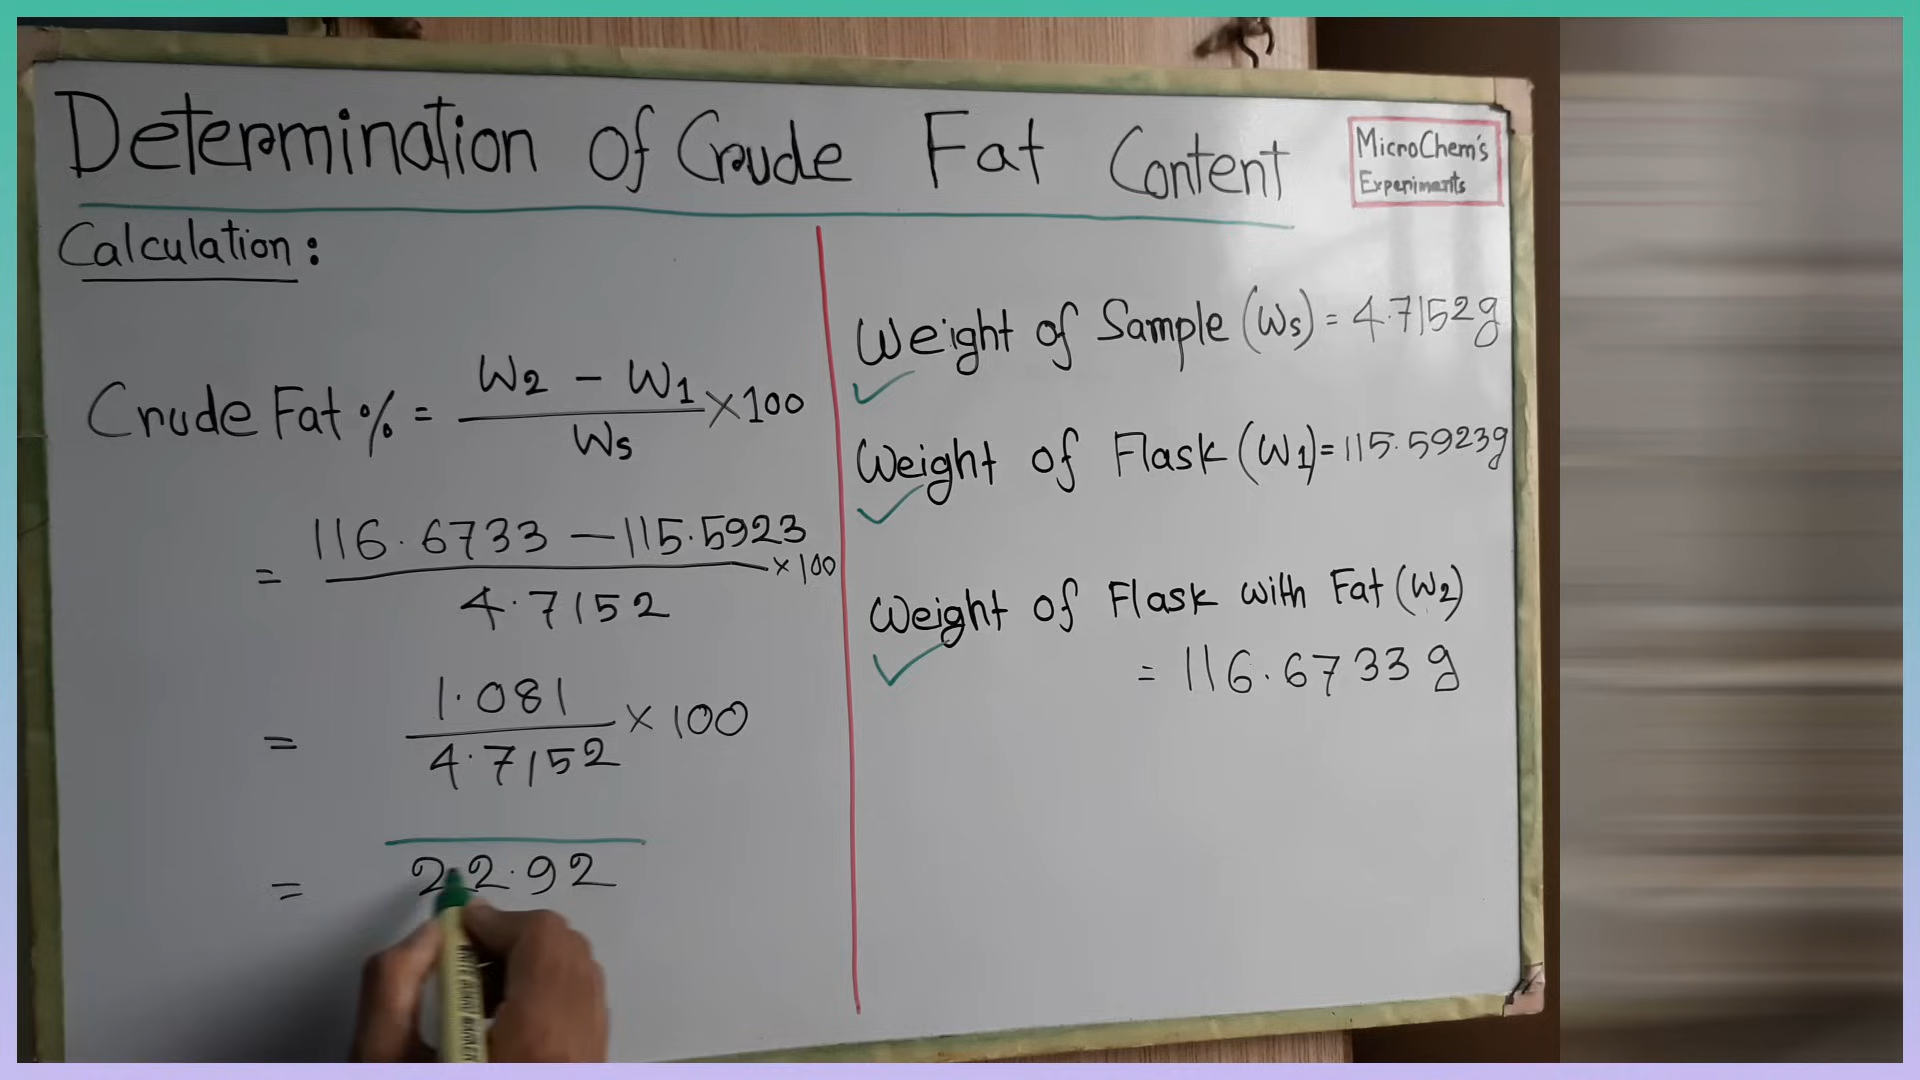 Determination of Crude Fat Content
MicroChem's
Experiments
Calculation:
Crude Fat % = W2 - W1 / Ws × 100
= 116.6733 - 115.5923 / 4.7152 × 100
= 1.081 / 4.7152 × 100
= 22.92
Weight of Sample (Ws) = 4.7152g
Weight of Flask (W1) = 115.5923g
Weight of Flask with Fat (W2)
= 116.6733 g